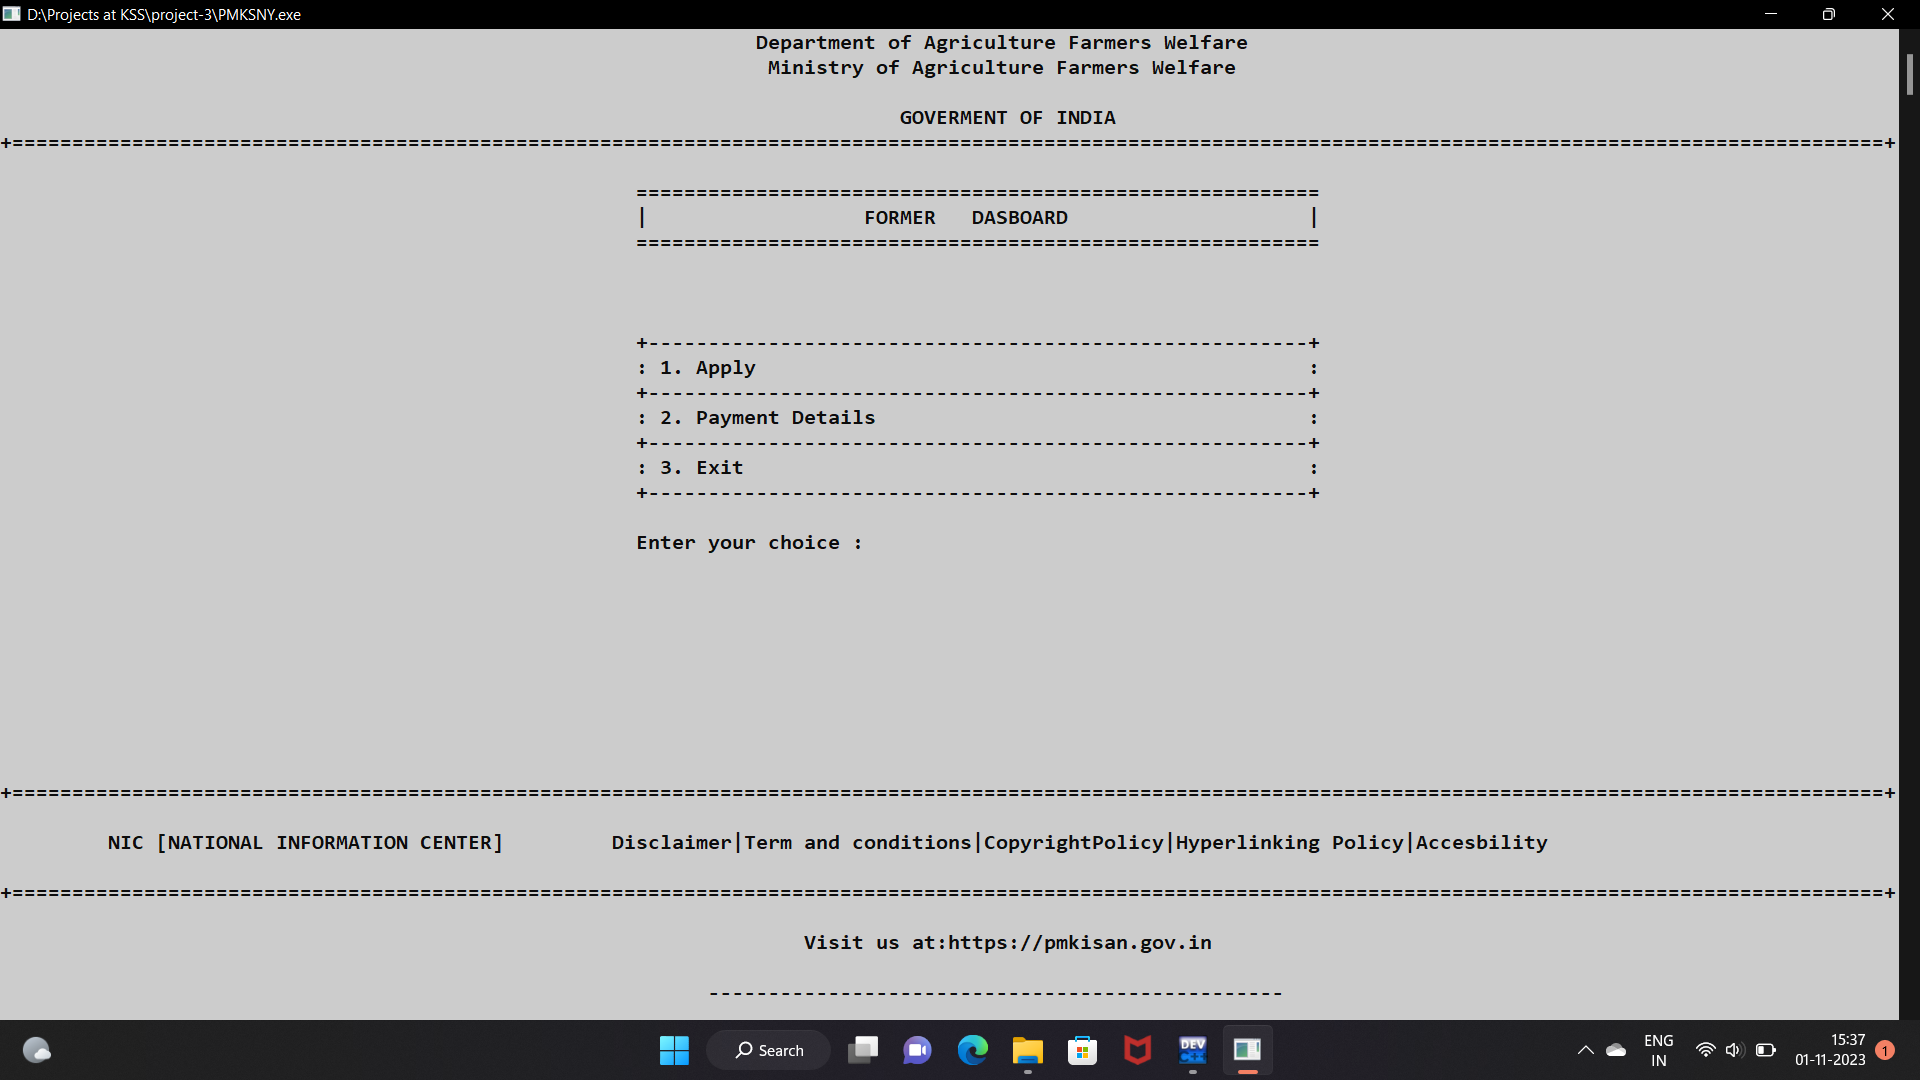 D:\Projects at KSS\project-3\PMKSNY.exe
Department of Agriculture Farmers Welfare
Ministry of Agriculture Farmers Welfare
GOVERMENT OF INDIA
FORMER DASBOARD
: 1. Apply :
: 2. Payment Details :
: 3. Exit :
Enter your choice :
NIC [NATIONAL INFORMATION CENTER] Disclaimer|Term and conditions|CopyrightPolicy|Hyperlinking Policy|Accesbility
Visit us at:https://pmkisan.gov.in
Search
DEV
C++
ENG
IN
15:37
01-11-2023
1